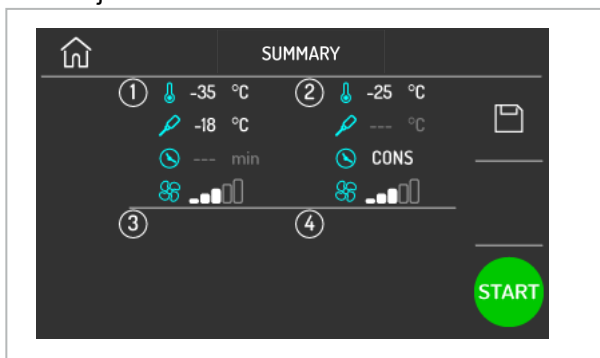 SUMMARY
1 -35 °C 2 -25 °C
-18 °C --- °C
--- min CONS
3 4
START